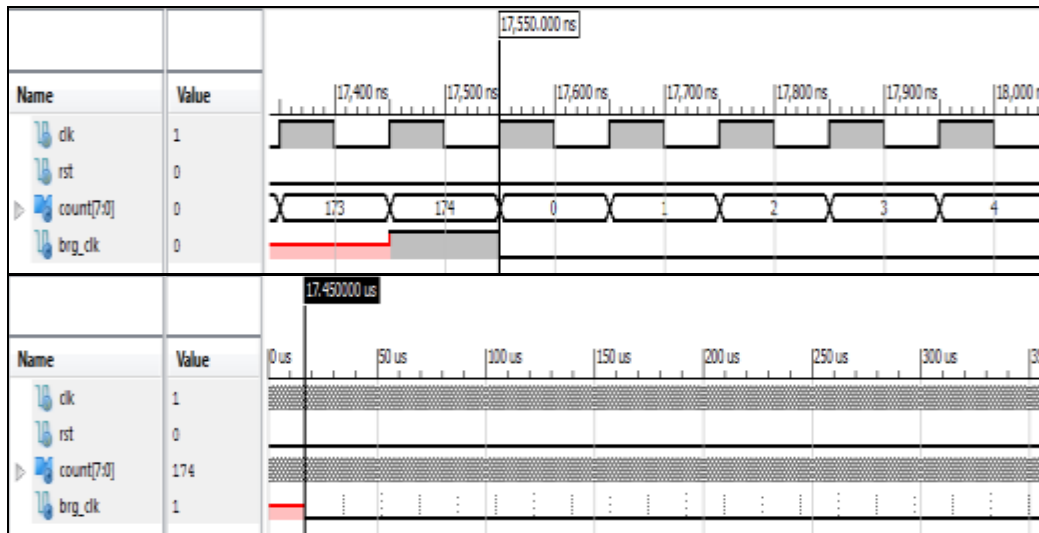 17,550.000 ns
Name Value 17,400 ns 17,500 ns 17,600 ns 17,700 ns 17,800 ns 17,900 ns 18,000 n
clk 1
rst 0
count[7:0] 0 173 174 0 1 2 3 4
brg_clk 0
17.450000 us
Name Value 0 us 50 us 100 us 150 us 200 us 250 us 300 us 35
clk 1
rst 0
count[7:0] 174
brg_clk 1